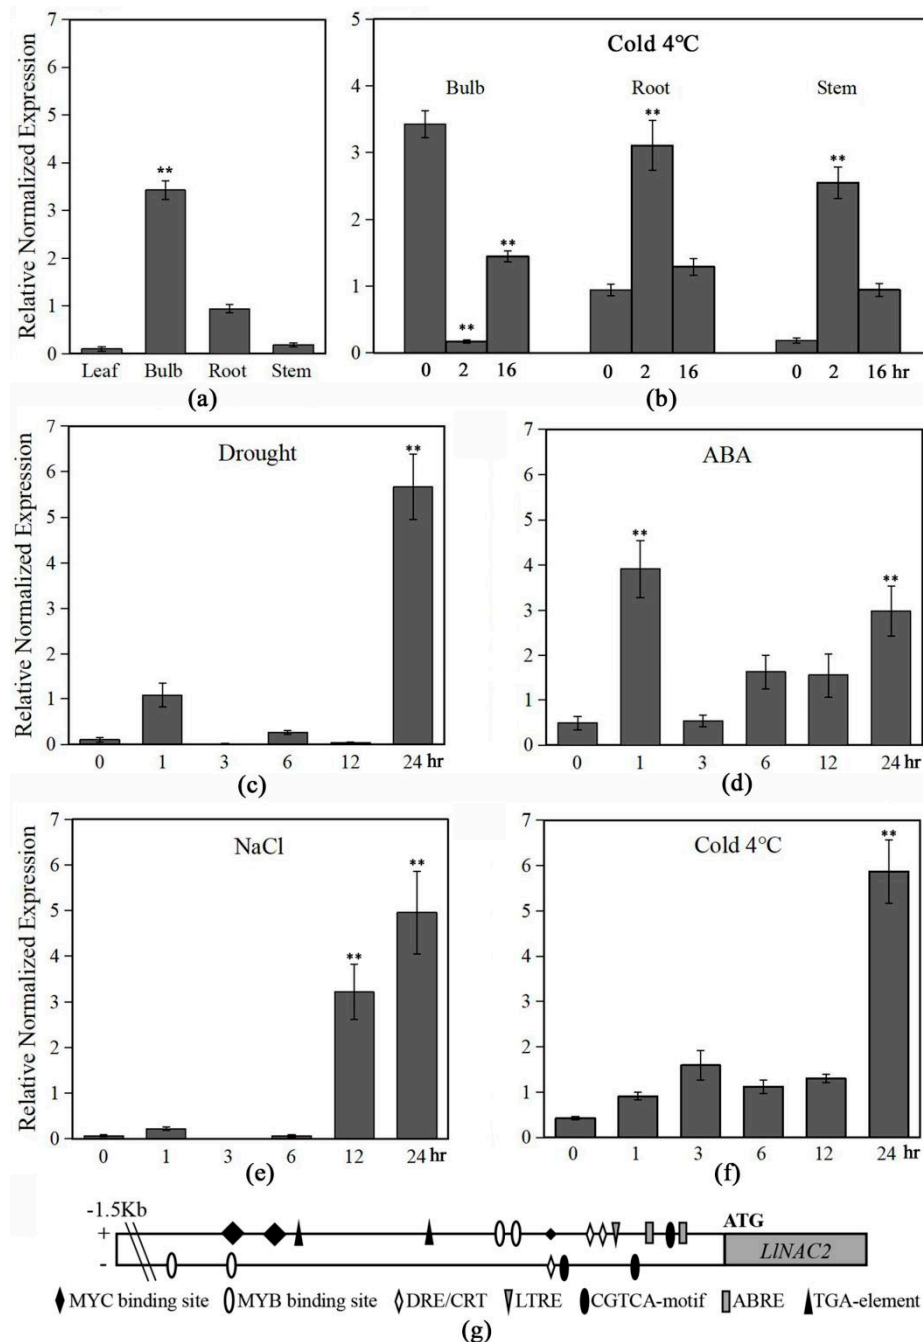 Relative Normalized Expression
7
6
5
4
3
2
1
0
**
Leaf Bulb Root Stem
(a)
5
4
3
2
1
0
Cold 4°C
Bulb Root Stem
** ** ** **
0 2 16 0 2 16 0 2 16 hr
(b)
Relative Normalized Expression
7
6
5
4
3
2
1
0
Drought
**
0 1 3 6 12 24 hr
(c)
7
6
5
4
3
2
1
0
ABA
** **
0 1 3 6 12 24 hr
(d)
Relative Normalized Expression
7
6
5
4
3
2
1
0
NaCl
** **
0 1 3 6 12 24 hr
(e)
7
6
5
4
3
2
1
0
Cold 4°C
**
0 1 3 6 12 24 hr
(f)
-1.5Kb
ATG
+
-
LlNAC2
MYC binding site MYB binding site DRE/CRT LTRE CGTCA-motif ABRE TGA-element
(g)